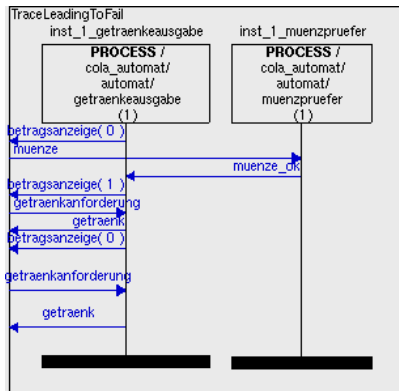 TraceLeadingToFail
inst_1_getraenkeausgabe inst_1_muenzpruefer
PROCESS /
cola_automat/
automat/
getraenkeausgabe
(1)
PROCESS /
cola_automat/
automat/
muenzpruefer
(1)
betragsanzeige( 0 )
muenze
muenze_ok
betragsanzeige( 1 )
getraenkanforderung
getraenk
betragsanzeige( 0 )
getraenkanforderung
getraenk